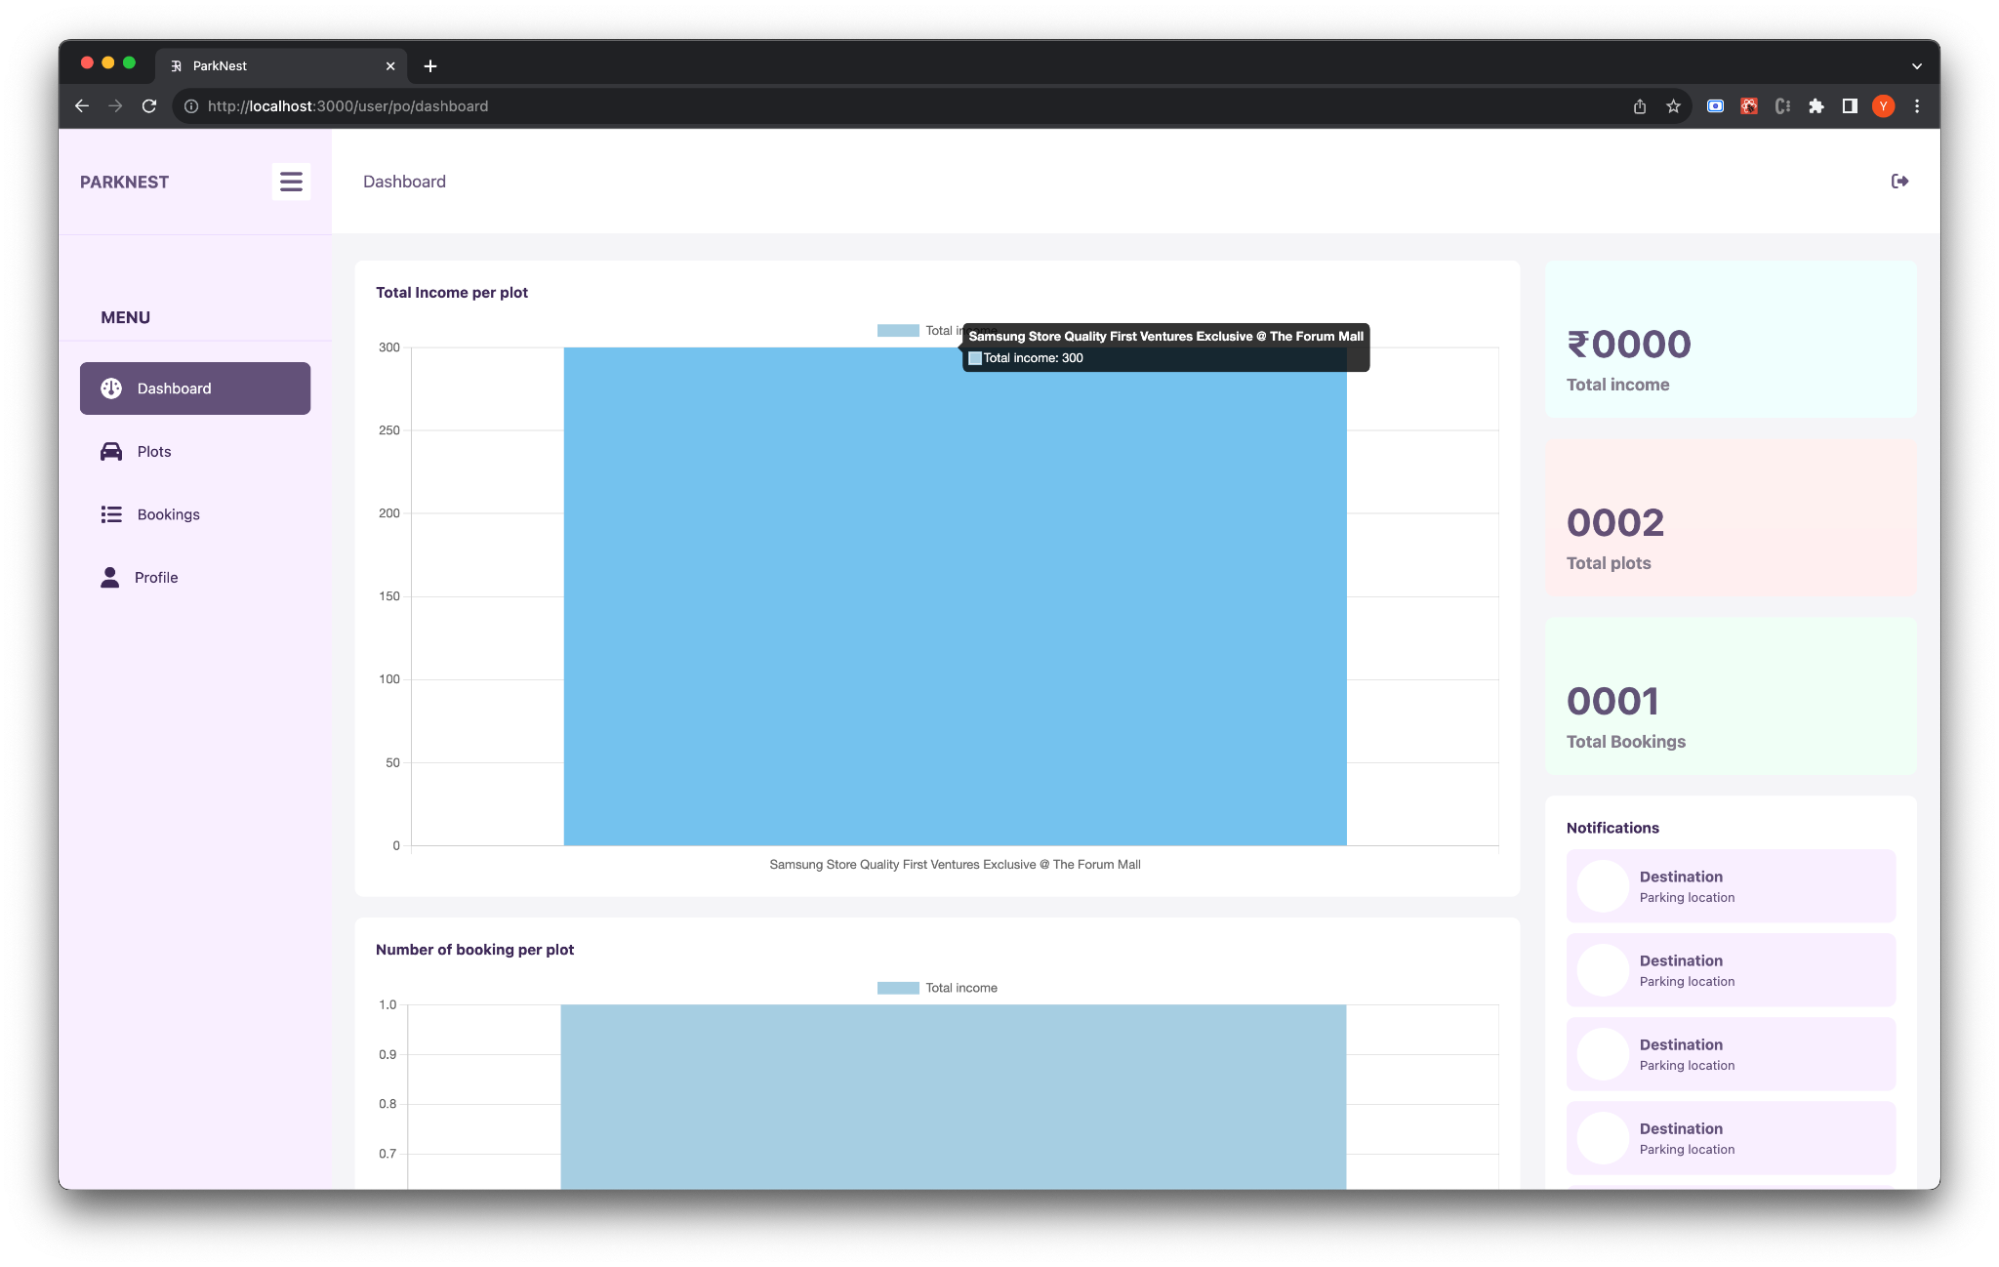 ParkNest
http://localhost:3000/user/po/dashboard
Y
PARKNEST
Dashboard
MENU
Dashboard
Plots
Bookings
Profile
Total Income per plot
Total income
Samsung Store Quality First Ventures Exclusive @ The Forum Mall
Total income: 300
300
250
200
150
100
50
0
Samsung Store Quality First Ventures Exclusive @ The Forum Mall
Number of booking per plot
Total income
1.0
0.9
0.8
0.7
₹0000
Total income
0002
Total plots
0001
Total Bookings
Notifications
Destination
Parking location
Destination
Parking location
Destination
Parking location
Destination
Parking location